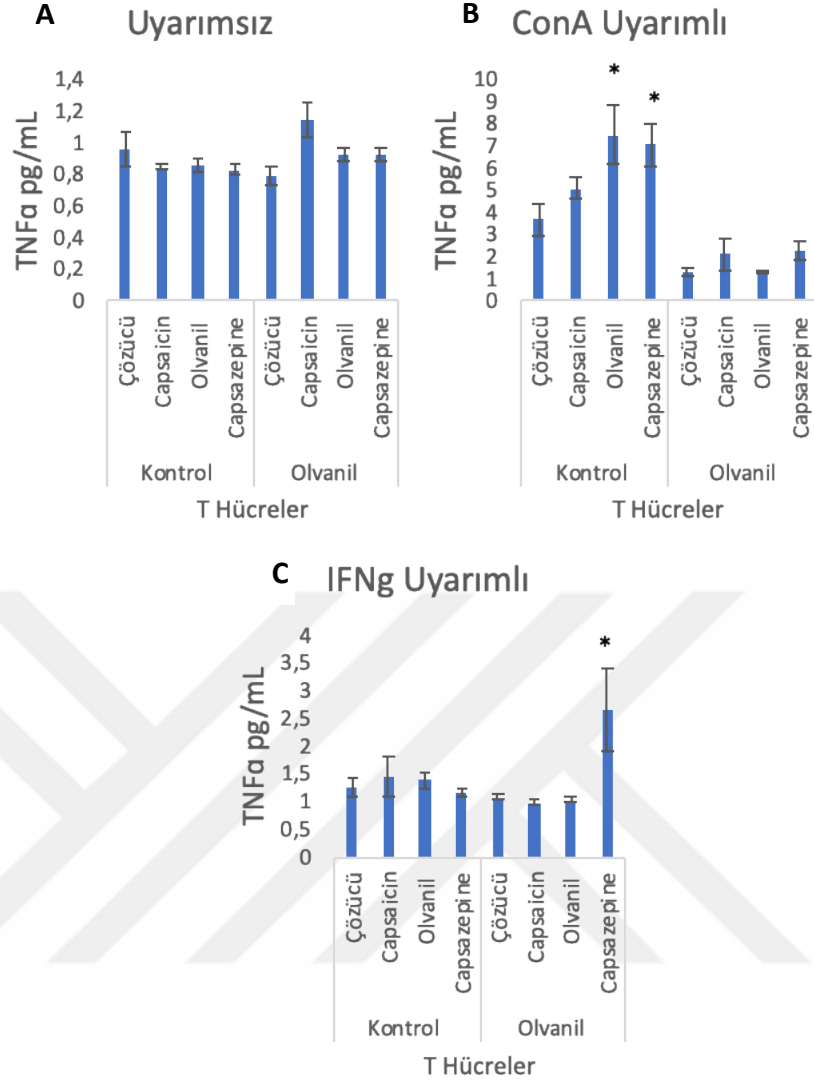 A
Uyarımsız
TNFα pg/mL
1,4
1,2
1
0,8
0,6
0,4
0,2
0
Çözücü
Capsaicin
Olvanil
Capsazepine
Çözücü
Capsaicin
Olvanil
Capsazepine
Kontrol
Olvanil
T Hücreler
B
ConA Uyarımlı
TNFα pg/mL
10
9
8
7
6
5
4
3
2
1
0
*
*
Çözücü
Capsaicin
Olvanil
Capsazepine
Çözücü
Capsaicin
Olvanil
Capsazepine
Kontrol
Olvanil
T Hücreler
C
IFNg Uyarımlı
TNFα pg/mL
4
3,5
3
2,5
2
1,5
1
0,5
0
*
Çözücü
Capsaicin
Olvanil
Capsazepine
Çözücü
Capsaicin
Olvanil
Capsazepine
Kontrol
Olvanil
T Hücreler